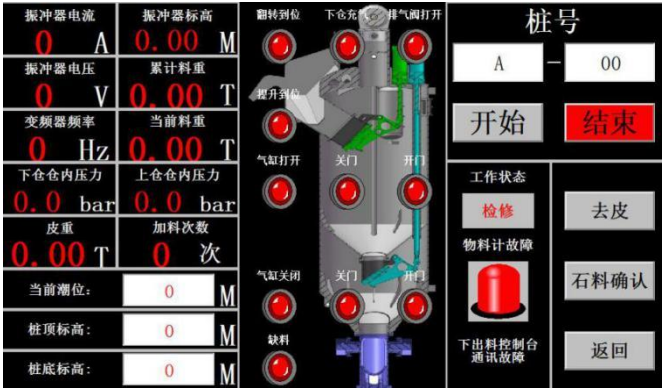 振冲器电流
0 A
振冲器标高
0.00 M
振冲器电压
0 V
累计料重
0.00 T
变频器频率
0 Hz
当前料重
0.00 T
下仓仓内压力
0.0 bar
上仓仓内压力
0.0 bar
皮重
0.00 T
加料次数
0 次
当前潮位: 0 M
桩顶标高: 0 M
桩底标高: 0 M
翻转到位
下仓充气
排气阀打开
提升到位
气缸打开
关门
开门
气缸关闭
关门
开门
缺料
桩号
A - 00
开始
结束
工作状态
检修
物料计故障
下出料控制台
通讯故障
去皮
石料确认
返回